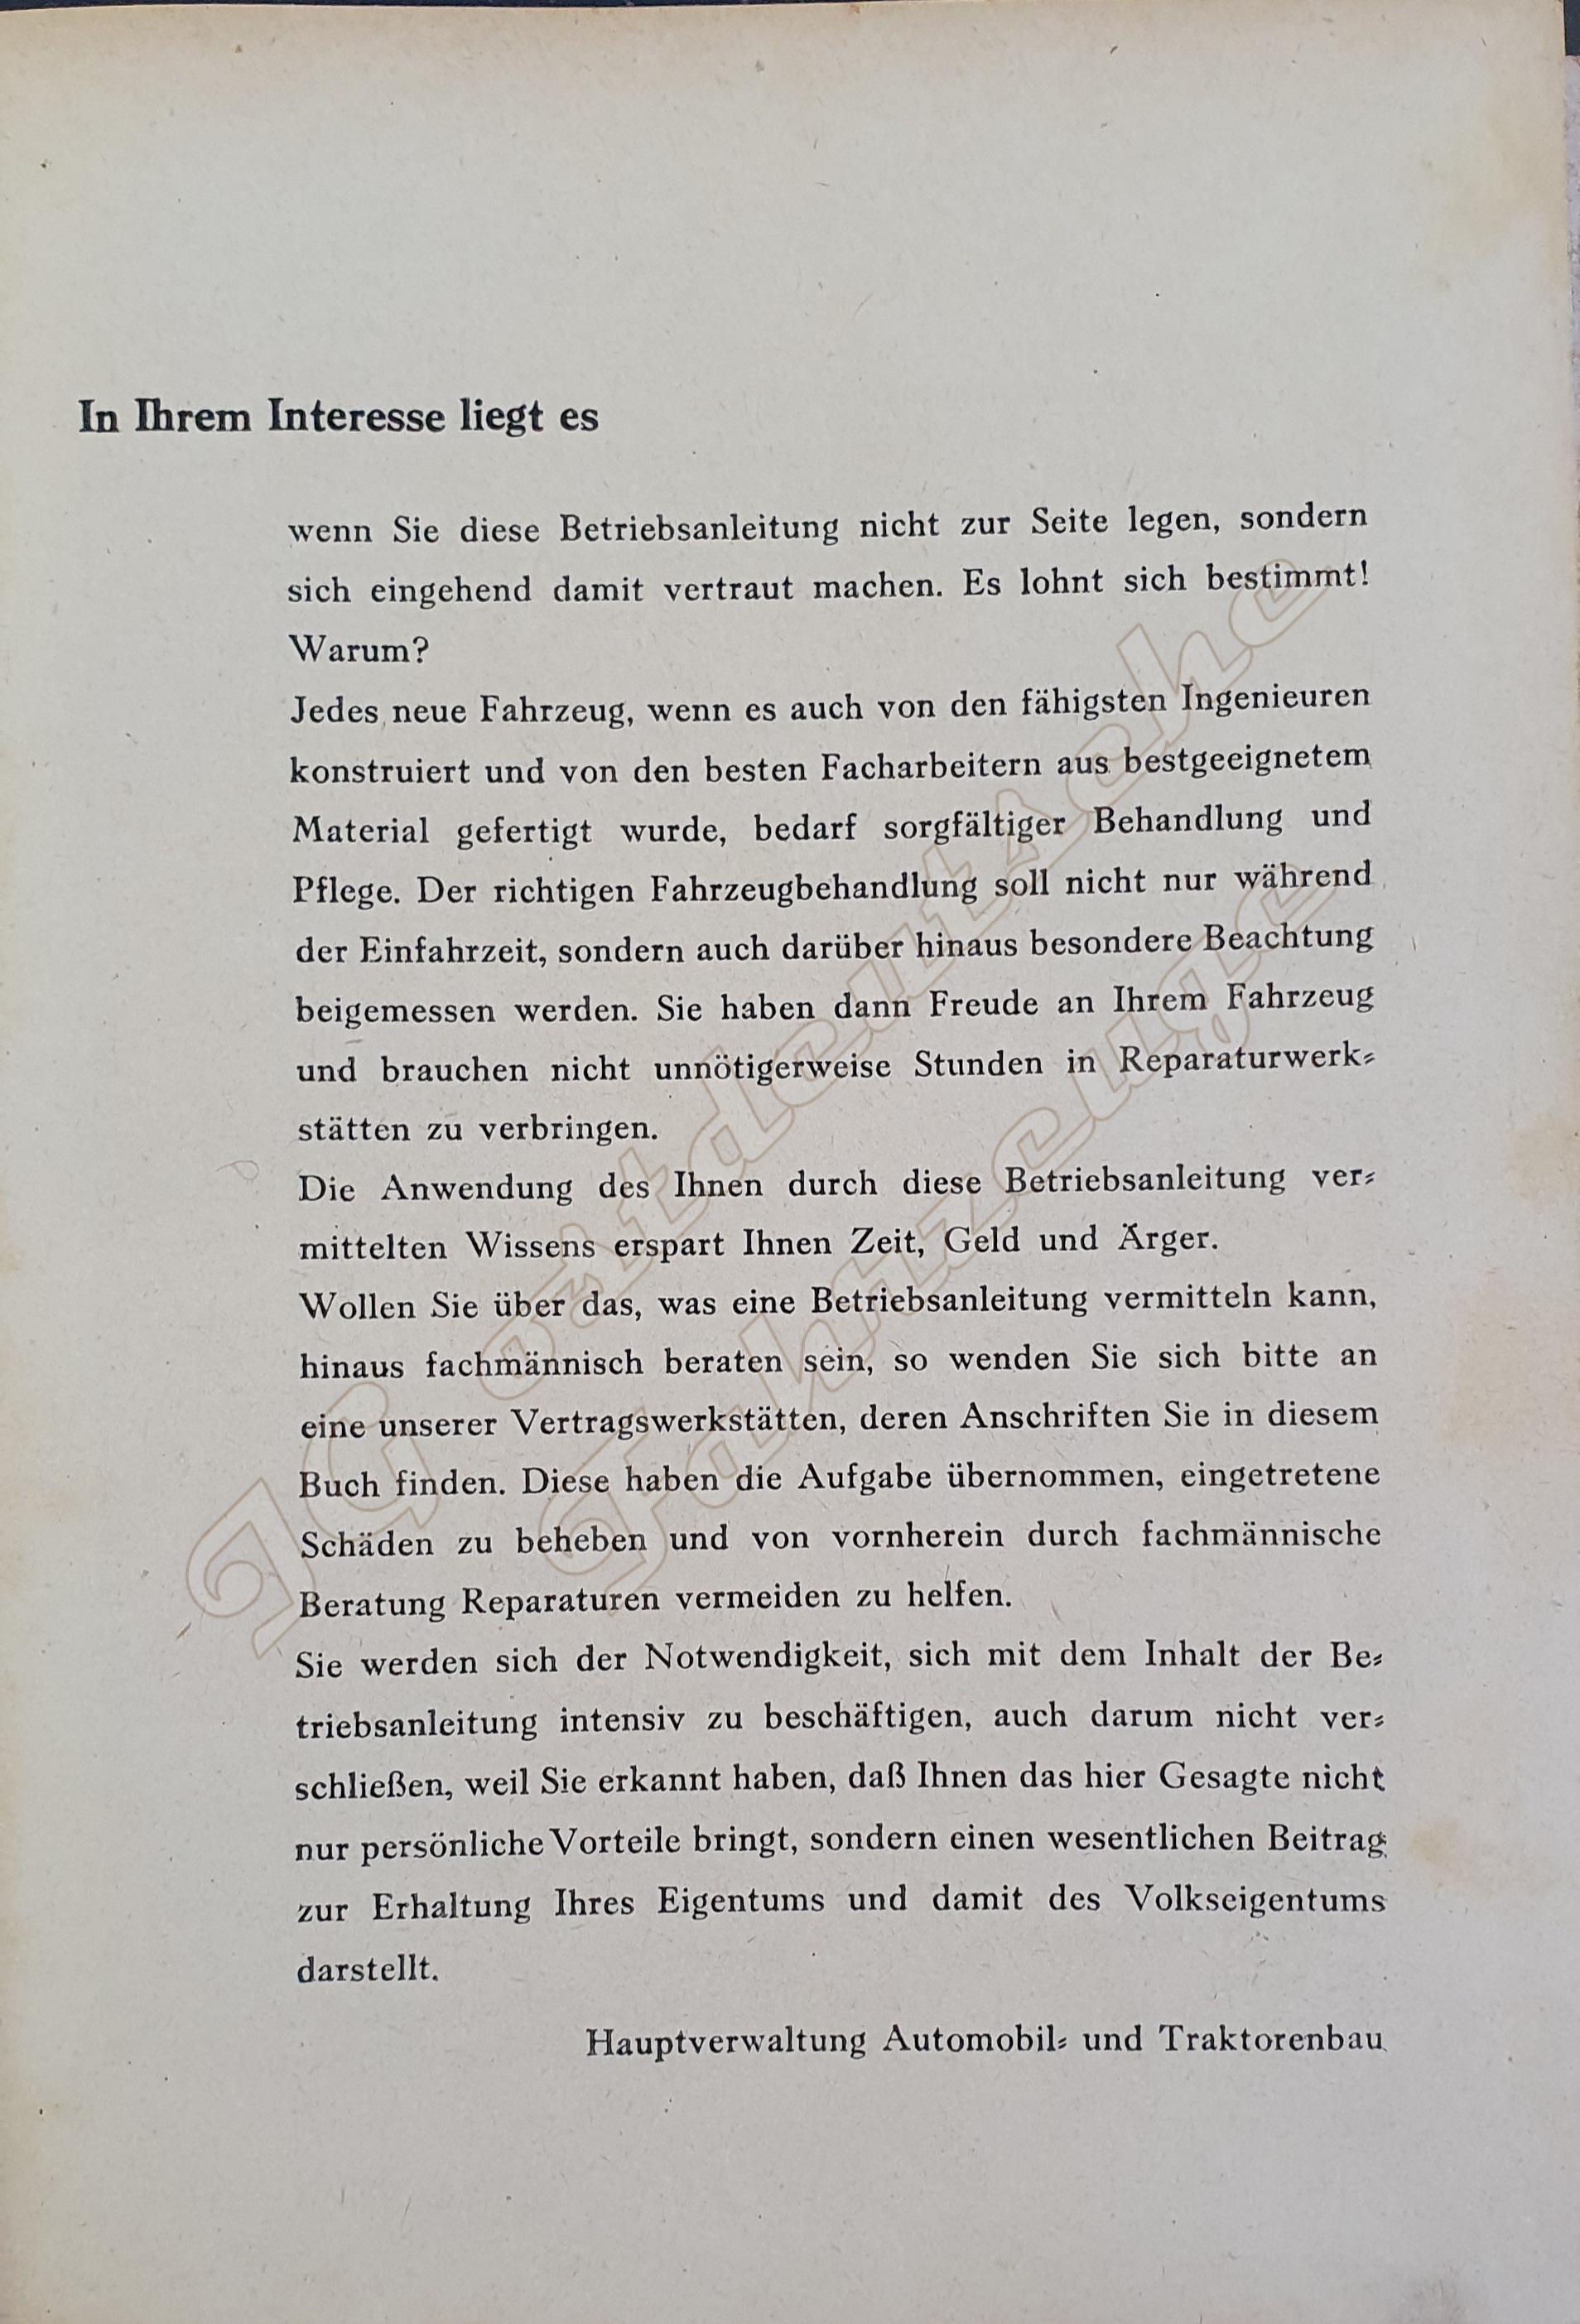 In Ihrem Interesse liegt es
wenn Sie diese Betriebsanleitung nicht zur Seite legen, sondern
sich eingehend damit vertraut machen. Es lohnt sich bestimmt!
Warum?
Jedes neue Fahrzeug, wenn es auch von den fähigsten Ingenieuren
konstruiert und von den besten Facharbeitern aus bestgeeignetem
Material gefertigt wurde, bedarf sorgfältiger Behandlung und
Pflege. Der richtigen Fahrzeugbehandlung soll nicht nur während
der Einfahrzeit, sondern auch darüber hinaus besondere Beachtung
beigemessen werden. Sie haben dann Freude an Ihrem Fahrzeug
und brauchen nicht unnötigerweise Stunden in Reparaturwerk-
stätten zu verbringen.
Die Anwendung des Ihnen durch diese Betriebsanleitung ver-
mittelten Wissens erspart Ihnen Zeit, Geld und Ärger.
Wollen Sie über das, was eine Betriebsanleitung vermitteln kann,
hinaus fachmännisch beraten sein, so wenden Sie sich bitte an
eine unserer Vertragswerkstätten, deren Anschriften Sie in diesem
Buch finden. Diese haben die Aufgabe übernommen, eingetretene
Schäden zu beheben und von vornherein durch fachmännische
Beratung Reparaturen vermeiden zu helfen.
Sie werden sich der Notwendigkeit, sich mit dem Inhalt der Be-
triebsanleitung intensiv zu beschäftigen, auch darum nicht ver-
schließen, weil Sie erkannt haben, daß Ihnen das hier Gesagte nicht
nur persönliche Vorteile bringt, sondern einen wesentlichen Beitrag
zur Erhaltung Ihres Eigentums und damit des Volkseigentums
darstellt.
Hauptverwaltung Automobil- und Traktorenbau
IG ostdeutsche
Fahrzeuge